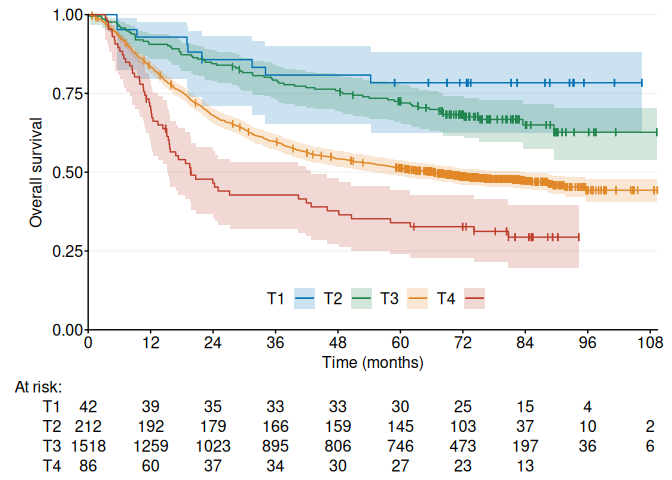 1.00
0.75
0.50
0.25
0.00
Overall survival
T1 T2 T3 T4
0 12 24 36 48 60 72 84 96 108
Time (months)
At risk:
T1 42 39 35 33 33 30 25 15 4
T2 212 192 179 166 159 145 103 37 10 2
T3 1518 1259 1023 895 806 746 473 197 36 6
T4 86 60 37 34 30 27 23 13